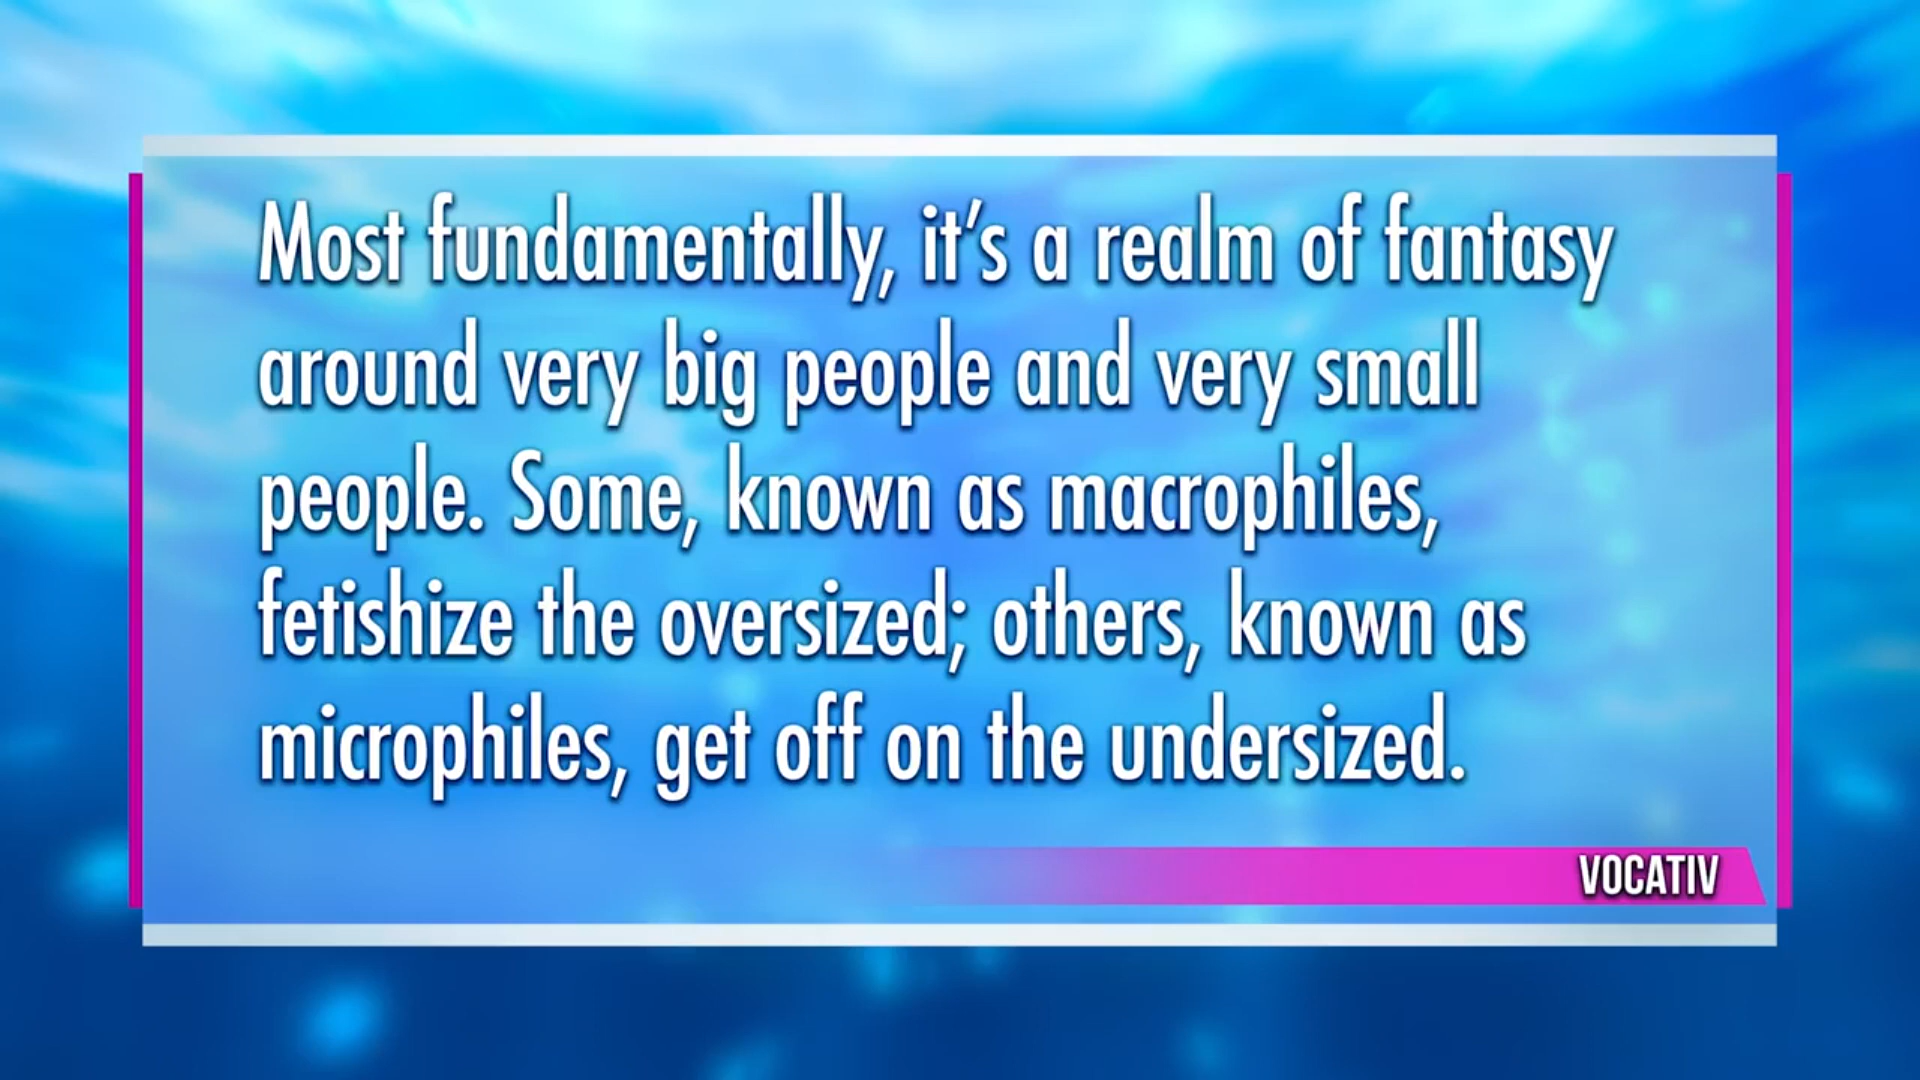 Most fundamentally, it’s a realm of fantasy
around very big people and very small
people. Some, known as macrophiles,
fetishize the oversized; others, known as
microphiles, get off on the undersized.
VOCATIV